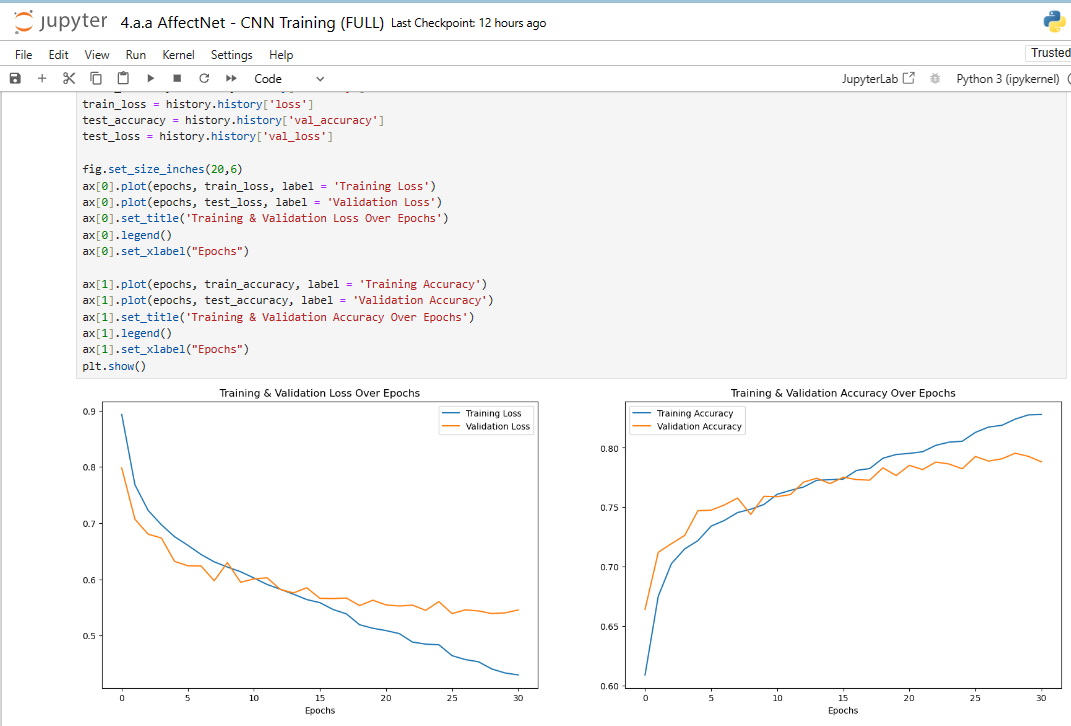 jupyter 4.a.a AffectNet - CNN Training (FULL) Last Checkpoint: 12 hours ago
File Edit View Run Kernel Settings Help Trusted
Code JupyterLab Python 3 (ipykernel)
train_loss = history.history['loss']
test_accuracy = history.history['val_accuracy']
test_loss = history.history['val_loss']
fig.set_size_inches(20,6)
ax[0].plot(epochs, train_loss, label = 'Training Loss')
ax[0].plot(epochs, test_loss, label = 'Validation Loss')
ax[0].set_title('Training & Validation Loss Over Epochs')
ax[0].legend()
ax[0].set_xlabel("Epochs")
ax[1].plot(epochs, train_accuracy, label = 'Training Accuracy')
ax[1].plot(epochs, test_accuracy, label = 'Validation Accuracy')
ax[1].set_title('Training & Validation Accuracy Over Epochs')
ax[1].legend()
ax[1].set_xlabel("Epochs")
plt.show()
Training & Validation Loss Over Epochs
Training Loss
Validation Loss
0.9
0.8
0.7
0.6
0.5
0 5 10 15 20 25 30
Epochs
Training & Validation Accuracy Over Epochs
Training Accuracy
Validation Accuracy
0.80
0.75
0.70
0.65
0.60
0 5 10 15 20 25 30
Epochs